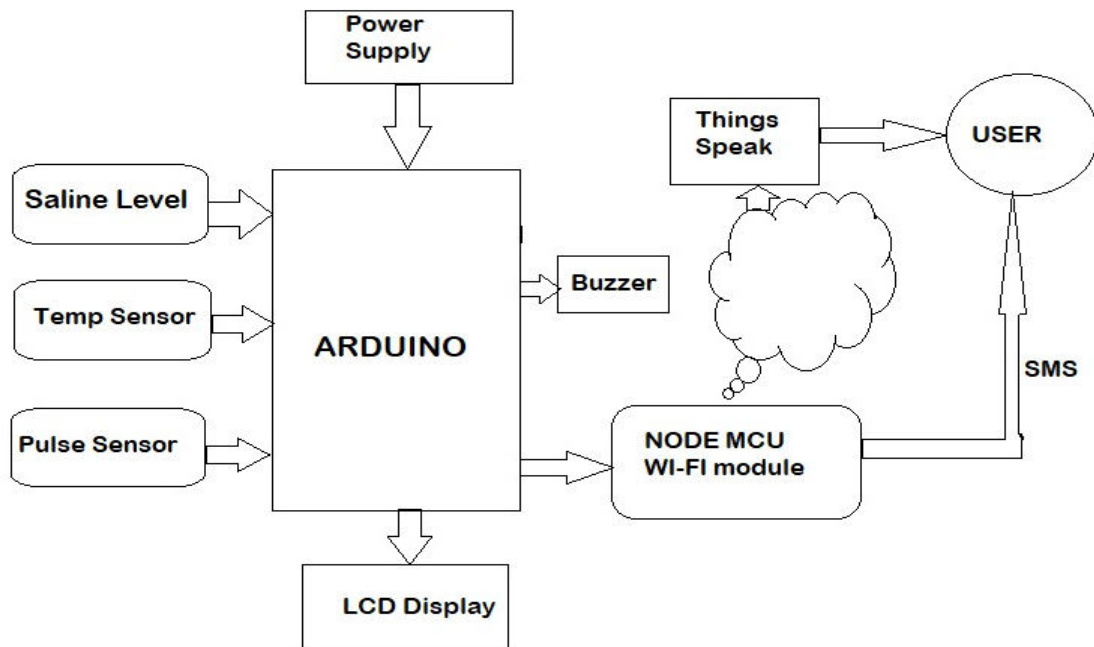 Power
Supply
Things
Speak
USER
Saline Level
Buzzer
Temp Sensor
ARDUINO
SMS
Pulse Sensor
NODE MCU
WI-FI module
LCD Display